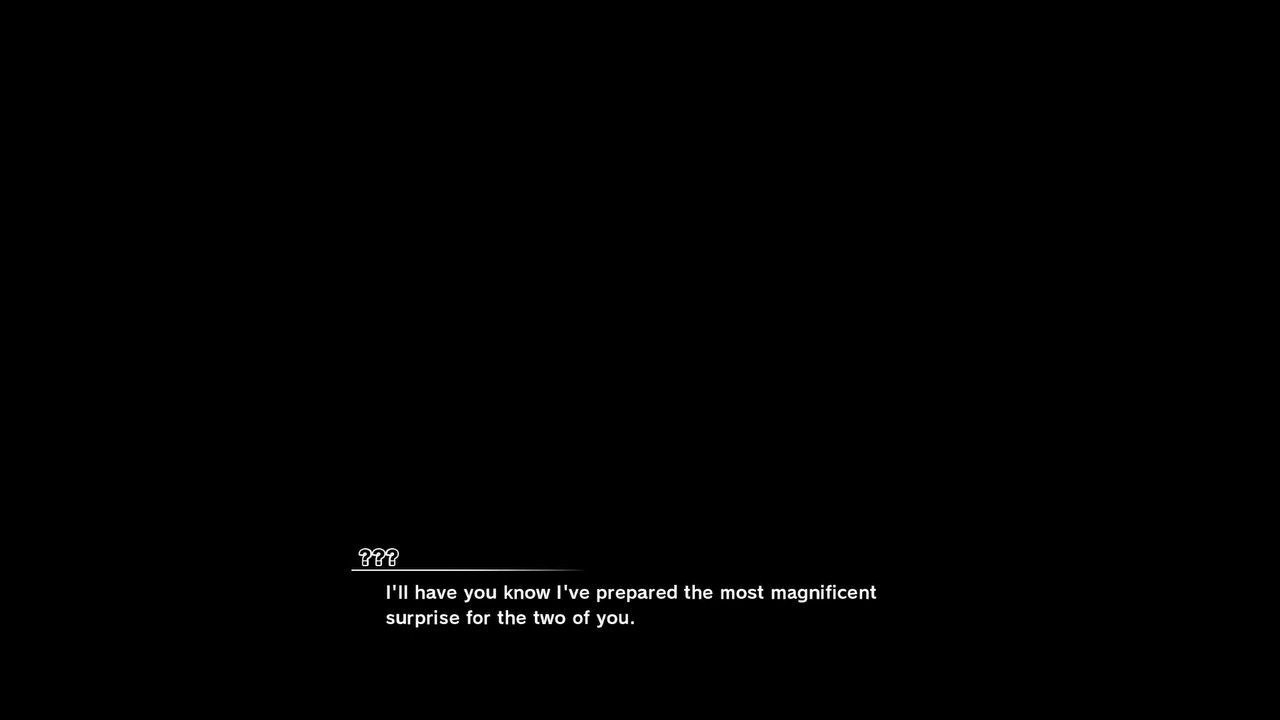 ???
I'll have you know I've prepared the most magnificent
surprise for the two of you.